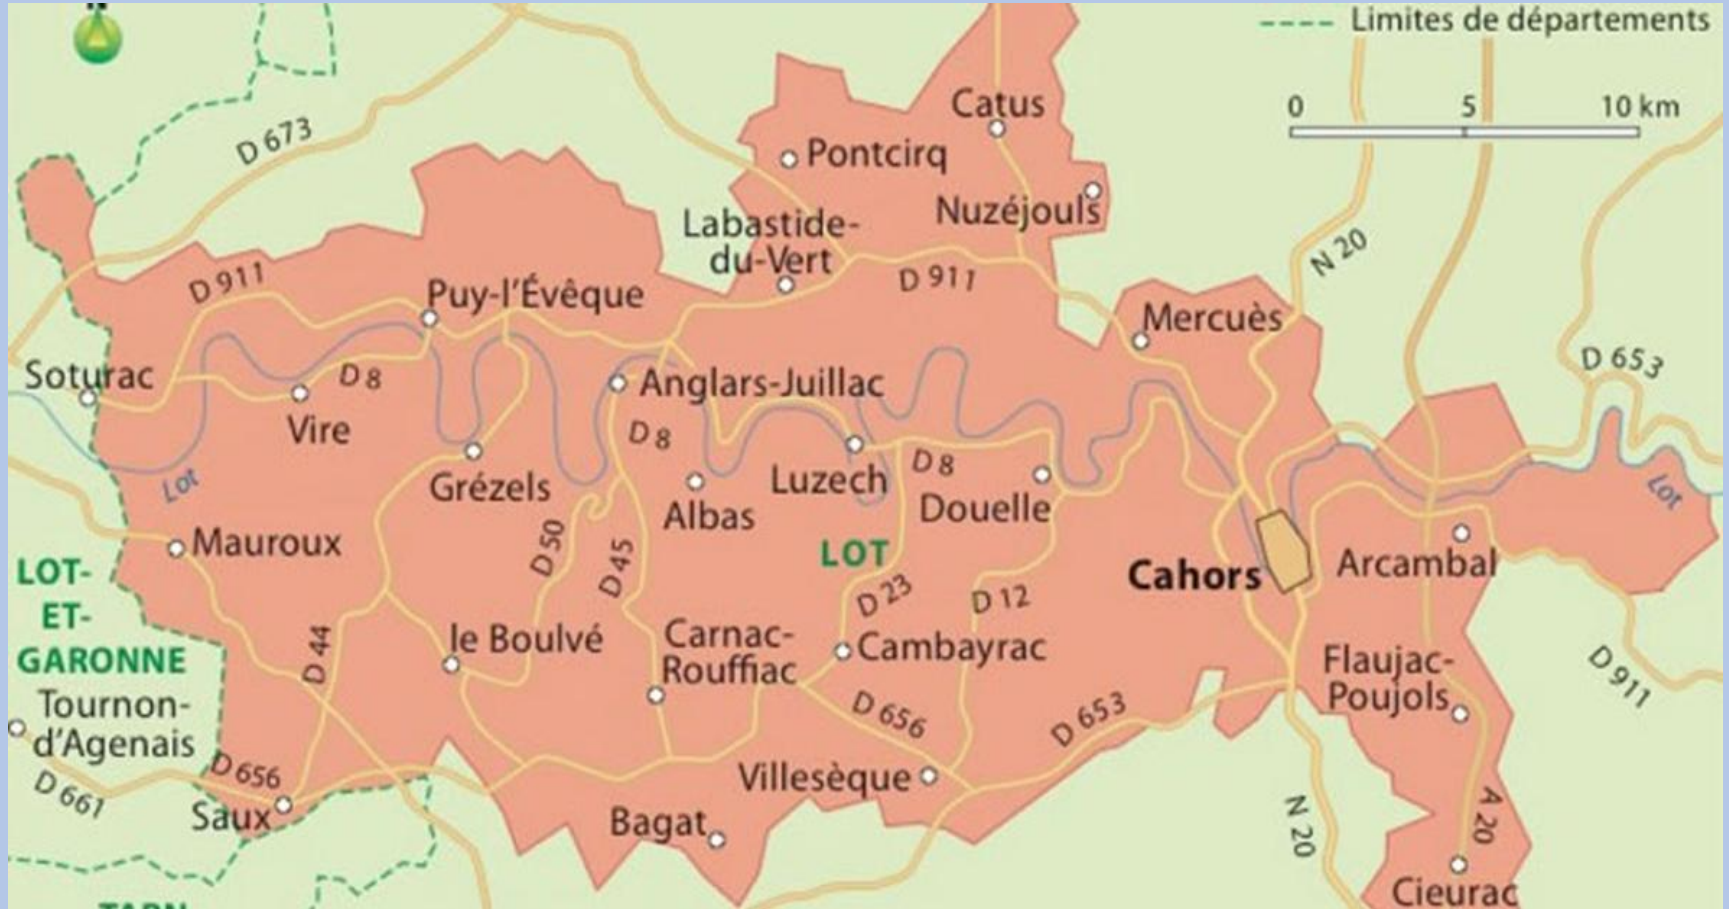 N
Limites de départements
0 5 10 km
D 673
Catus
Pontcirq
Nuzéjouls
Labastide-
du-Vert
N 20
D 911
D 911
Puy-l'Évêque
Mercuès
D 653
Soturac
D 8
Vire
Anglars-Juillac
D 8
Lot
Grézels
Albas
Luzech
D 8
Douelle
Lot
Mauroux
D 50
D 45
LOT
Cahors
Arcambal
LOT-
ET-
GARONNE
D 44
le Boulvé
Carnac-
Rouffiac
D 23
D 12
Cambayrac
Flaujac-
Poujols
D 911
Tournon-
d'Agenais
D 656
D 653
D 661
D 656
Saux
Villesèque
Bagat
N 20
A 20
Cieurac
TARN